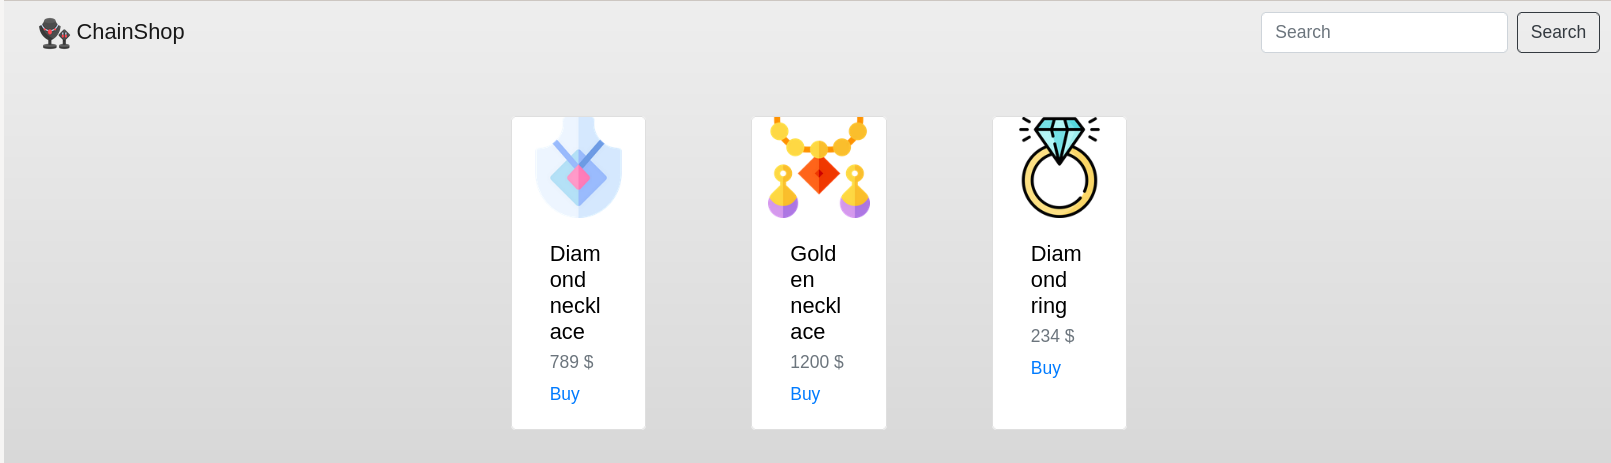 ChainShop
Search
Search
Diam
ond
neckl
ace
789 $
Buy
Gold
en
neckl
ace
1200 $
Buy
Diam
ond
ring
234 $
Buy